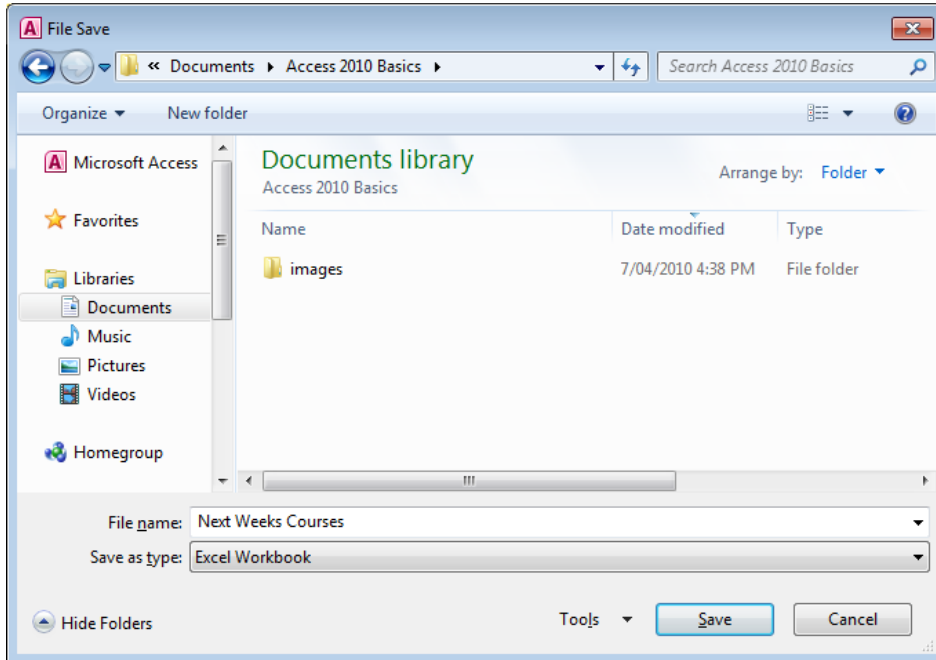 File Save
« Documents ▸ Access 2010 Basics ▸
Search Access 2010 Basics
Organize
New folder
Microsoft Access
Favorites
Libraries
Documents
Music
Pictures
Videos
Homegroup
Documents library
Access 2010 Basics
Arrange by: Folder
Name Date modified Type
images 7/04/2010 4:38 PM File folder
File name: Next Weeks Courses
Save as type: Excel Workbook
Hide Folders
Tools
Save
Cancel